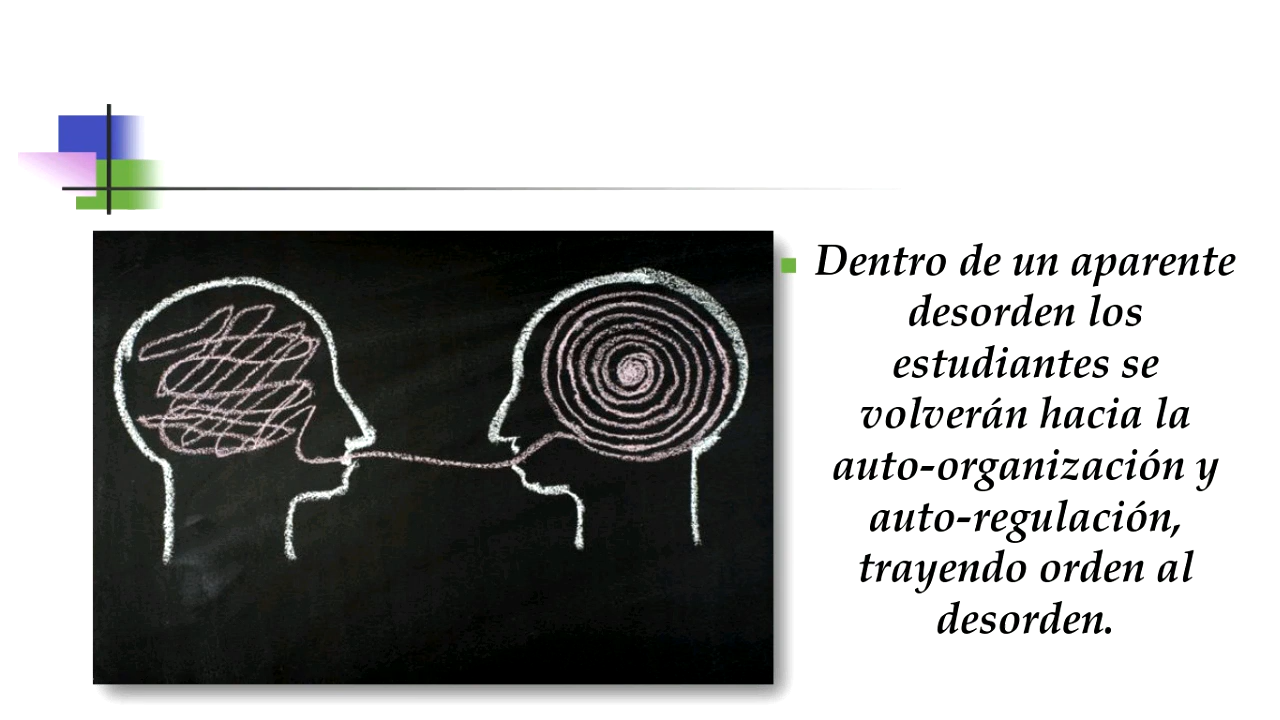 Dentro de un aparente
desorden los
estudiantes se
volverán hacia la
auto-organización y
auto-regulación,
trayendo orden al
desorden.